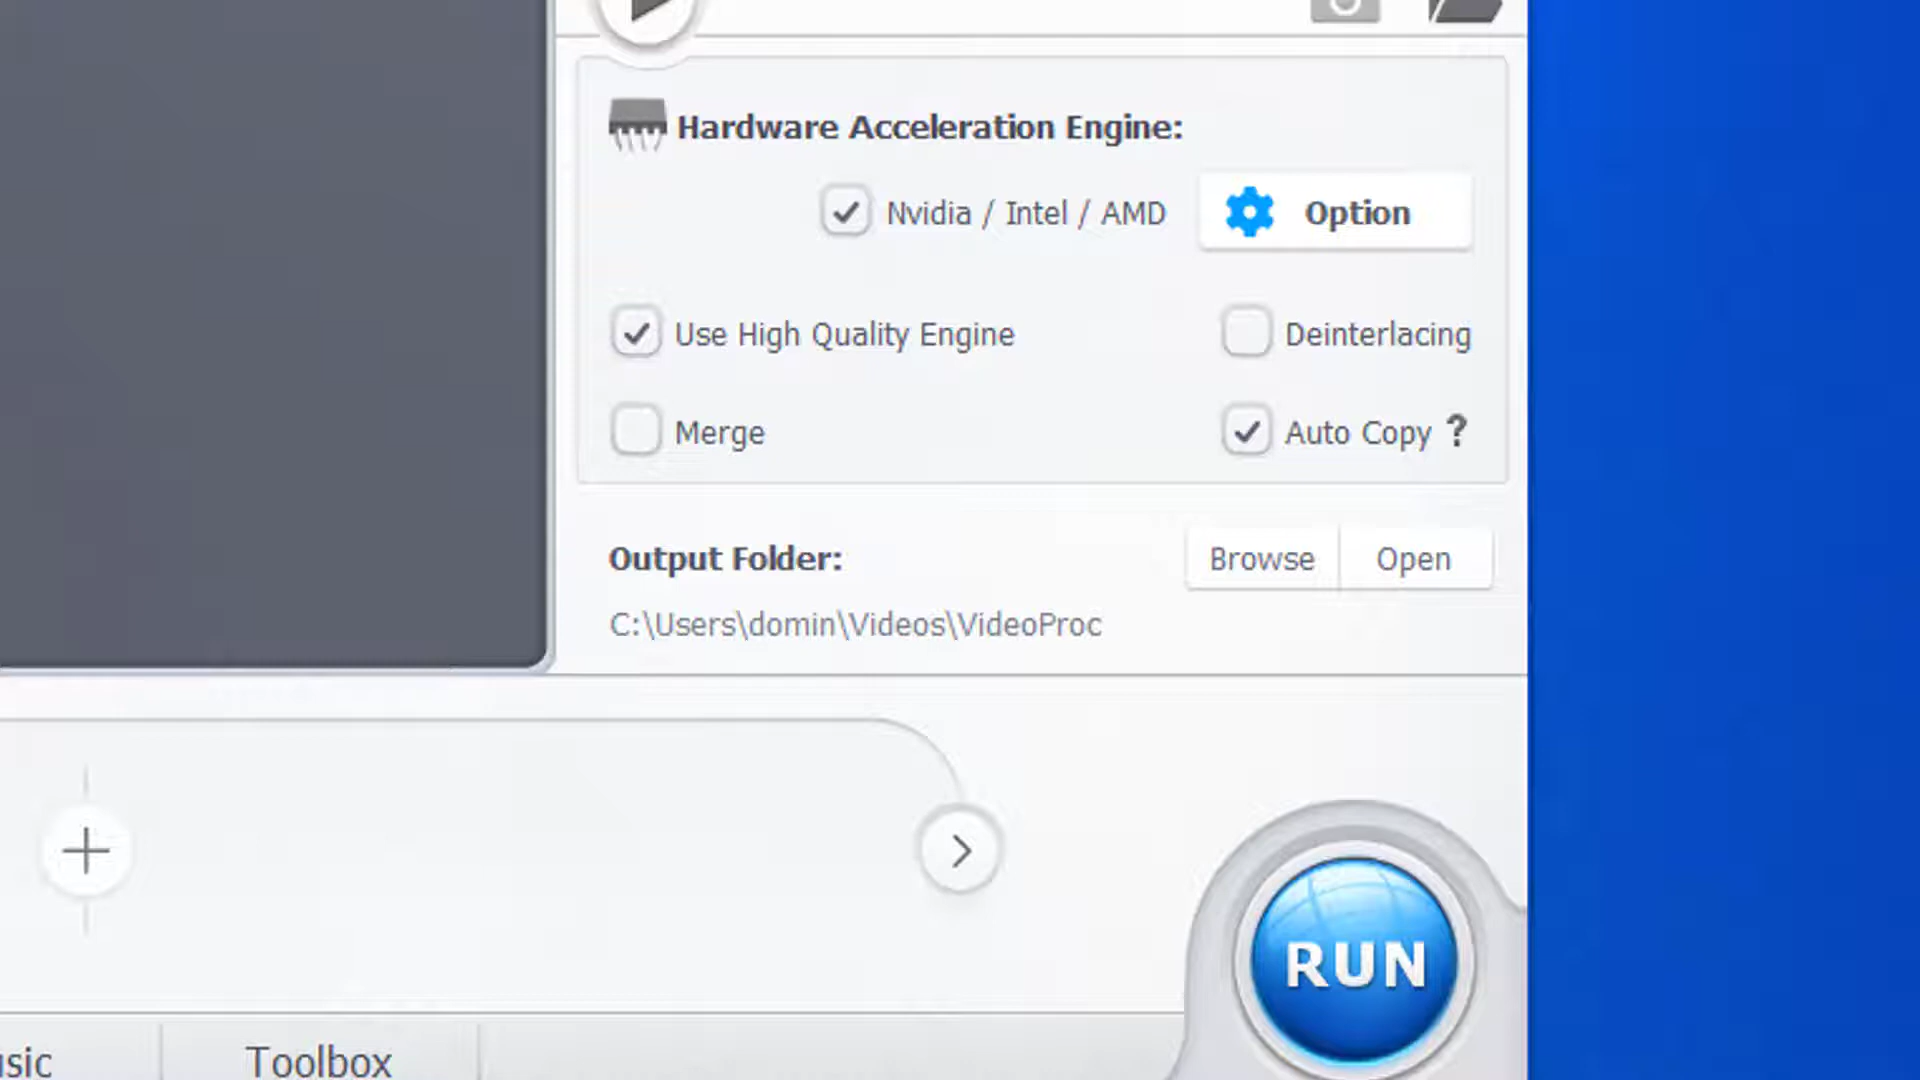 Hardware Acceleration Engine:
Nvidia / Intel / AMD
Option
Use High Quality Engine
Deinterlacing
Merge
Auto Copy ?
Output Folder:
Browse
Open
C:\Users\domin\Videos\VideoProc
RUN
Toolbox